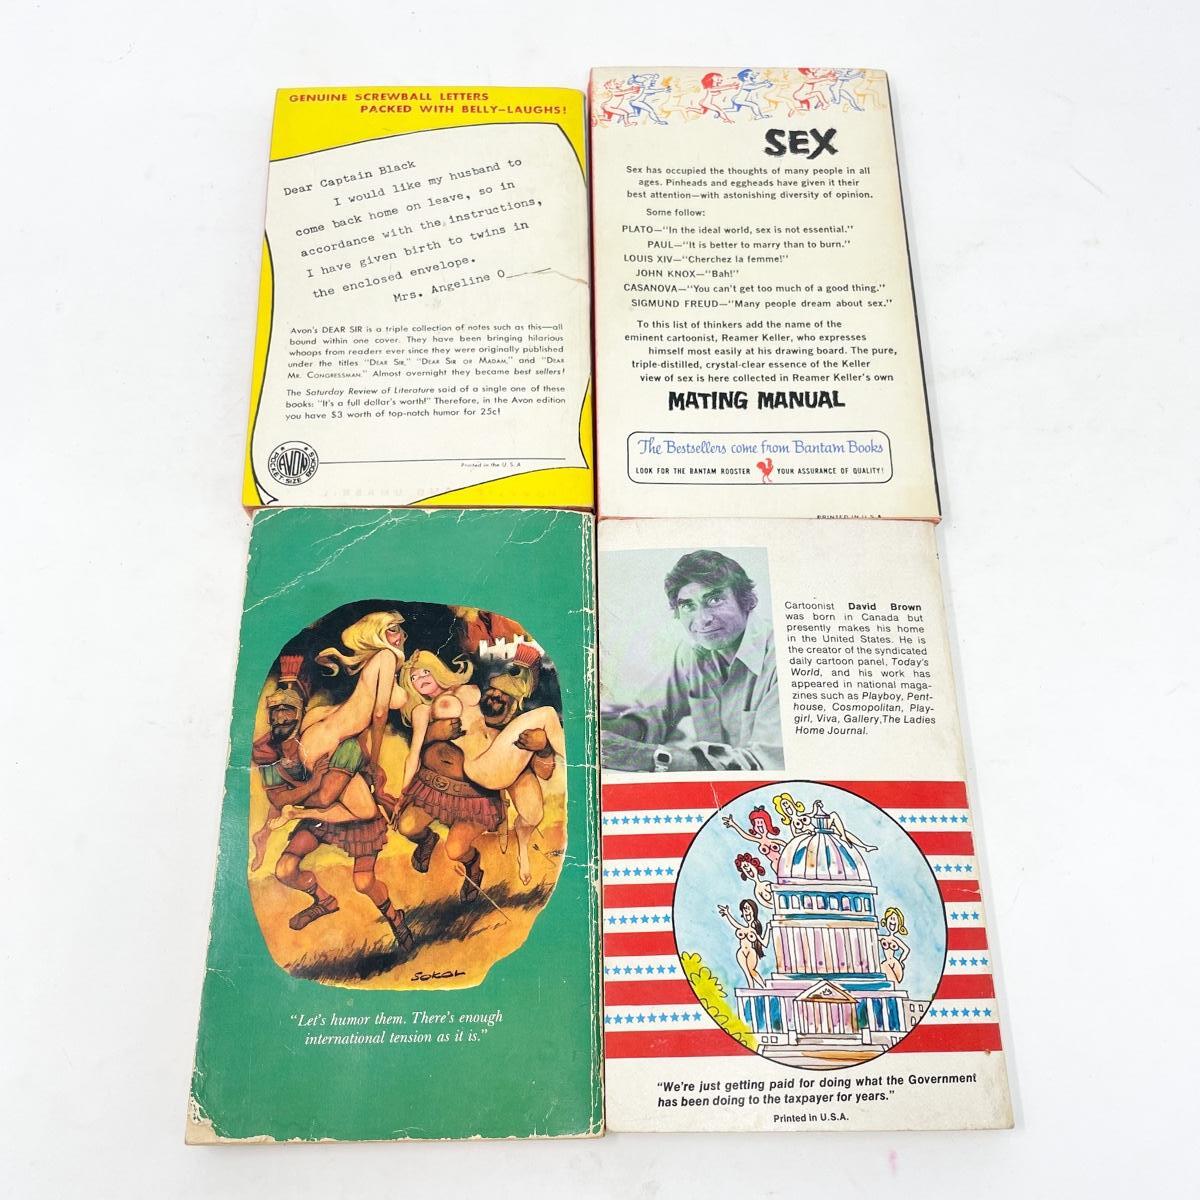 GENUINE SCREWBALL LETTERS
PACKED WITH BELLY-LAUGHS!
Dear Captain Black
I would like my husband to
come back home on leave, so in
accordance with the instructions,
I have given birth to twins in
the enclosed envelope.
Mrs. Angeline O
Avon's DEAR SIR is a triple collection of notes such as this—all
bound within one cover. They have been bringing hilarious
whoops from readers ever since they were originally published
under the titles "DEAR SIR," "DEAR SIR OR MADAM," and "DEAR
MR. CONGRESSMAN." Almost overnight they became best sellers!
The Saturday Review of Literature said of a single one of these
books: "It's a full dollar's worth!" Therefore, in the Avon edition
you have $3 worth of top-notch humor for 25c!
AVON
POCKET-SIZE BOOKS
Printed in the U.S.A
SEX
Sex has occupied the thoughts of many people in all
ages. Pinheads and eggheads have given it their
best attention—with astonishing diversity of opinion.
Some follow:
PLATO—"In the ideal world, sex is not essential."
PAUL—"It is better to marry than to burn."
LOUIS XIV—"Cherchez la femme!"
JOHN KNOX—"Bah!"
CASANOVA—"You can't get too much of a good thing."
SIGMUND FREUD—"Many people dream about sex."
To this list of thinkers add the name of the
eminent cartoonist, Reamer Keller, who expresses
himself most easily at his drawing board. The pure,
triple-distilled, crystal-clear essence of the Keller
view of sex is here collected in Reamer Keller's own
MATING MANUAL
The Bestsellers come from Bantam Books
LOOK FOR THE BANTAM ROOSTER YOUR ASSURANCE OF QUALITY!
PRINTED IN U.S.A.
SOKOL
"Let's humor them. There's enough
international tension as it is."
Cartoonist David Brown
was born in Canada but
presently makes his home
in the United States. He is
the creator of the syndicated
daily cartoon panel, Today's
World, and his work has
appeared in national maga-
zines such as Playboy, Pent-
house, Cosmopolitan, Play-
girl, Viva, Gallery,The Ladies
Home Journal.
"We're just getting paid for doing what the Government
has been doing to the taxpayer for years."
Printed in U.S.A.